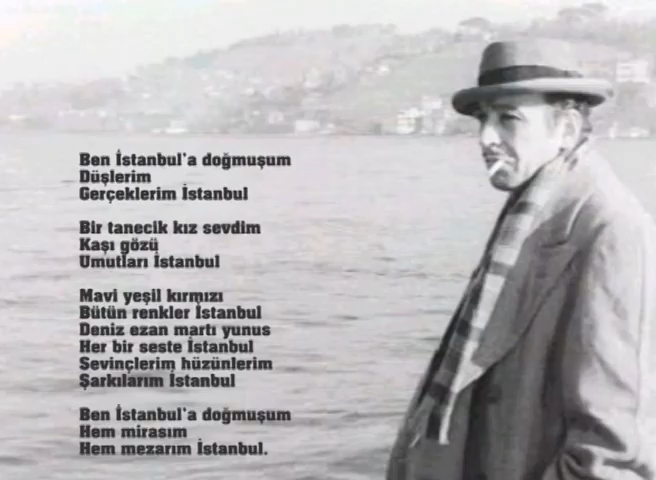 Ben İstanbul'a doğmuşum
Düşlerim
Gerçeklerim İstanbul
Bir tanecik kız sevdim
Kaşı gözü
Umutları İstanbul
Mavi yeşil kırmızı
Bütün renkler İstanbul
Deniz ezan martı yunus
Her bir seste İstanbul
Sevinçlerim hüzünlerim
Şarkılarım İstanbul
Ben İstanbul'a doğmuşum
Hem mirasım
Hem mezarım İstanbul.